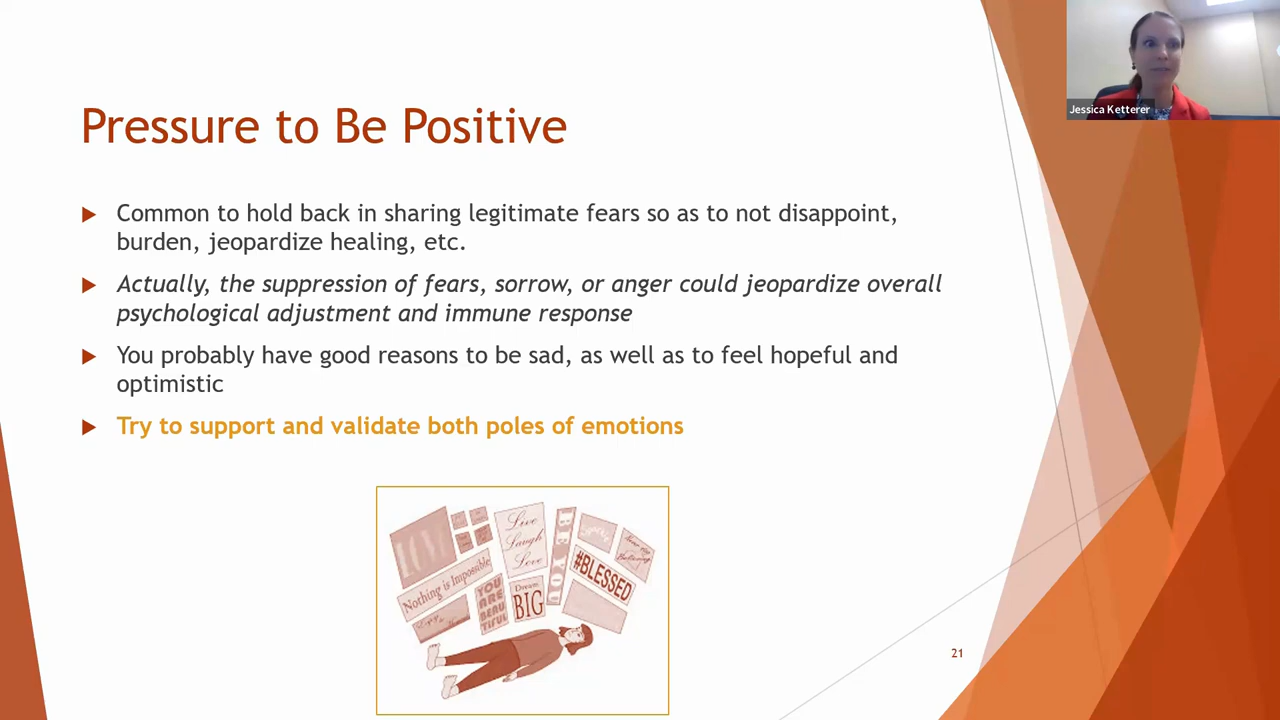 Jessica Ketterer
Pressure to Be Positive
Common to hold back in sharing legitimate fears so as to not disappoint,
burden, jeopardize healing, etc.
Actually, the suppression of fears, sorrow, or anger could jeopardize overall
psychological adjustment and immune response
You probably have good reasons to be sad, as well as to feel hopeful and
optimistic
Try to support and validate both poles of emotions
Live
Laugh
Love
Nothing is Impossible
YOU
ARE
BEAU
TIFUL
Dream
BIG
#BLESSED
21